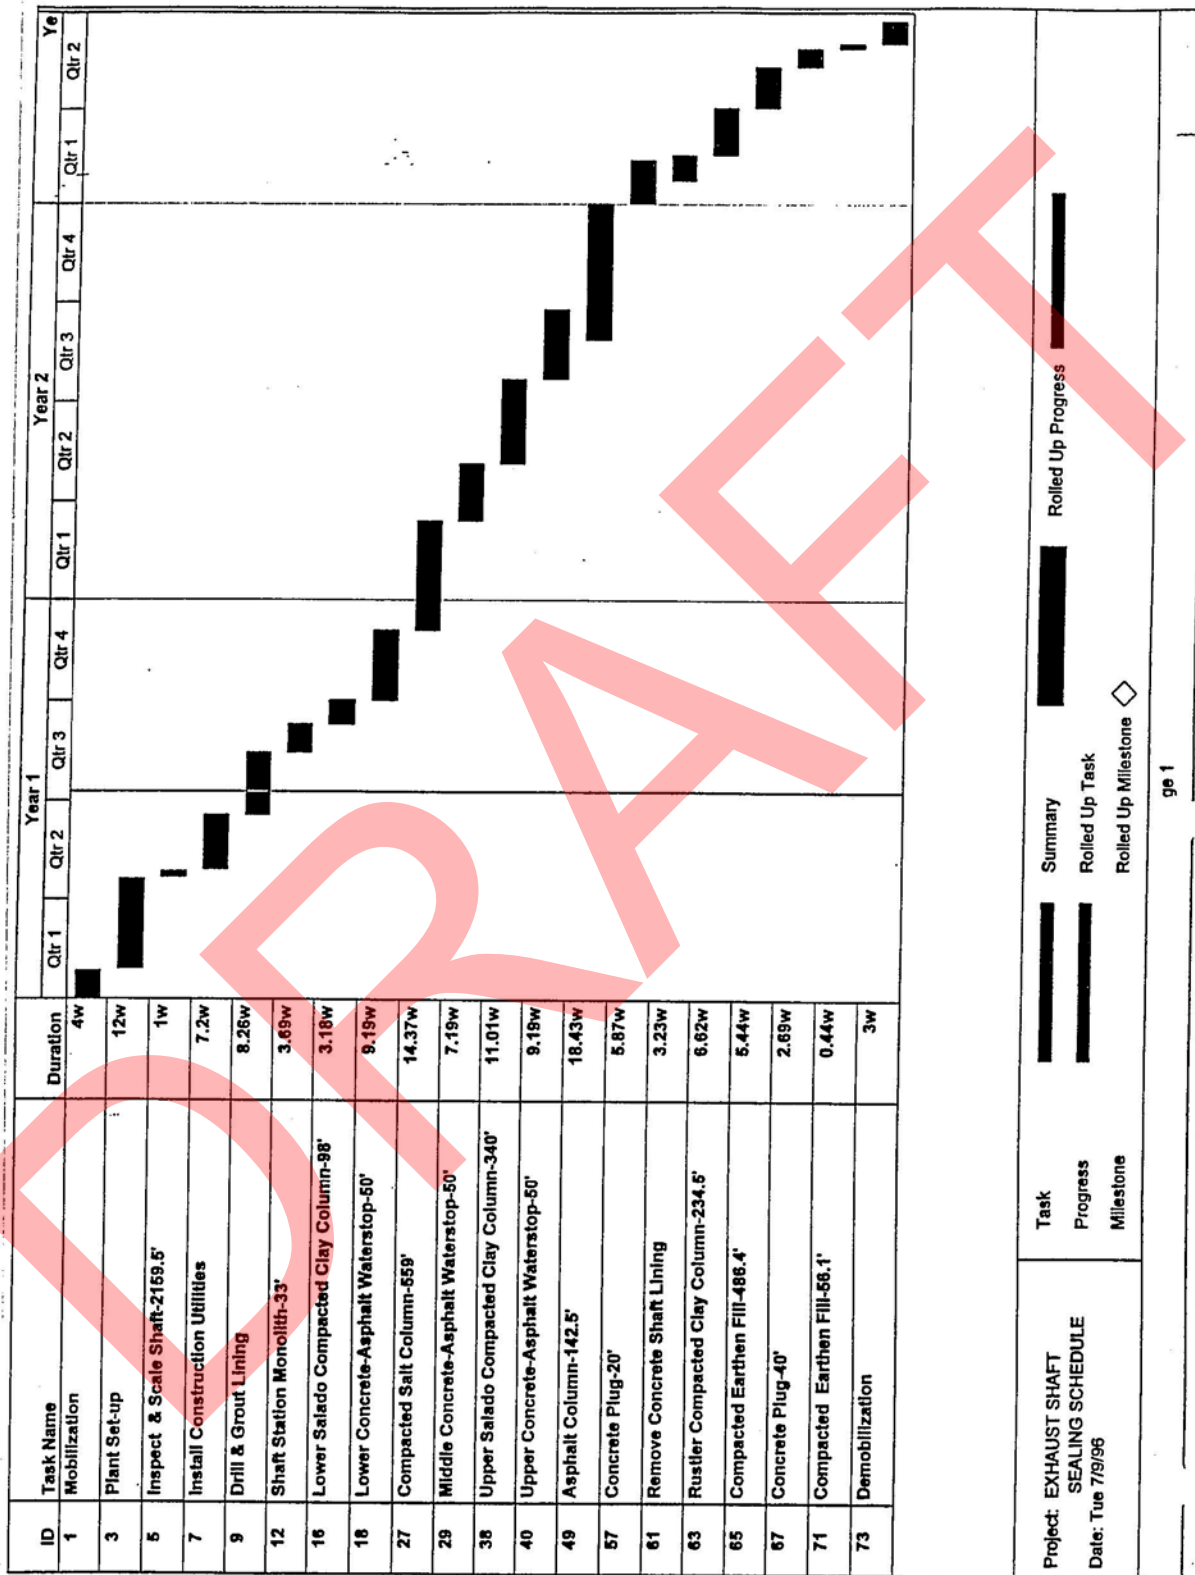 Year 1 Year 2 Ye
ID Task Name Duration Qtr 1 Qtr 2 Qtr 3 Qtr 4 Qtr 1 Qtr 2 Qtr 3 Qtr 4 Qtr 1 Qtr 2
1 Mobilization 4w
3 Plant Set-up 12w
5 Inspect & Scale Shaft-2159.5' 1w
7 Install Construction Utilities 7.2w
9 Drill & Grout Lining 8.26w
12 Shaft Station Monolith-33' 3.69w
16 Lower Salado Compacted Clay Column-98' 3.18w
18 Lower Concrete-Asphalt Waterstop-50' 9.19w
27 Compacted Salt Column-559' 14.37w
29 Middle Concrete-Asphalt Waterstop-50' 7.19w
38 Upper Salado Compacted Clay Column-340' 11.01w
40 Upper Concrete-Asphalt Waterstop-50' 9.19w
49 Asphalt Column-142.5' 18.43w
57 Concrete Plug-20' 5.87w
61 Remove Concrete Shaft Lining 3.23w
63 Rustler Compacted Clay Column-234.5' 6.62w
65 Compacted Earthen Fill-486.4' 5.44w
67 Concrete Plug-40' 2.69w
71 Compacted Earthen Fill-56.1' 0.44w
73 Demobilization 3w
Project: EXHAUST SHAFT
SEALING SCHEDULE
Date: Tue 7/9/96
Task Summary Rolled Up Progress
Progress Rolled Up Task
Milestone Rolled Up Milestone
ge 1
DRAFT